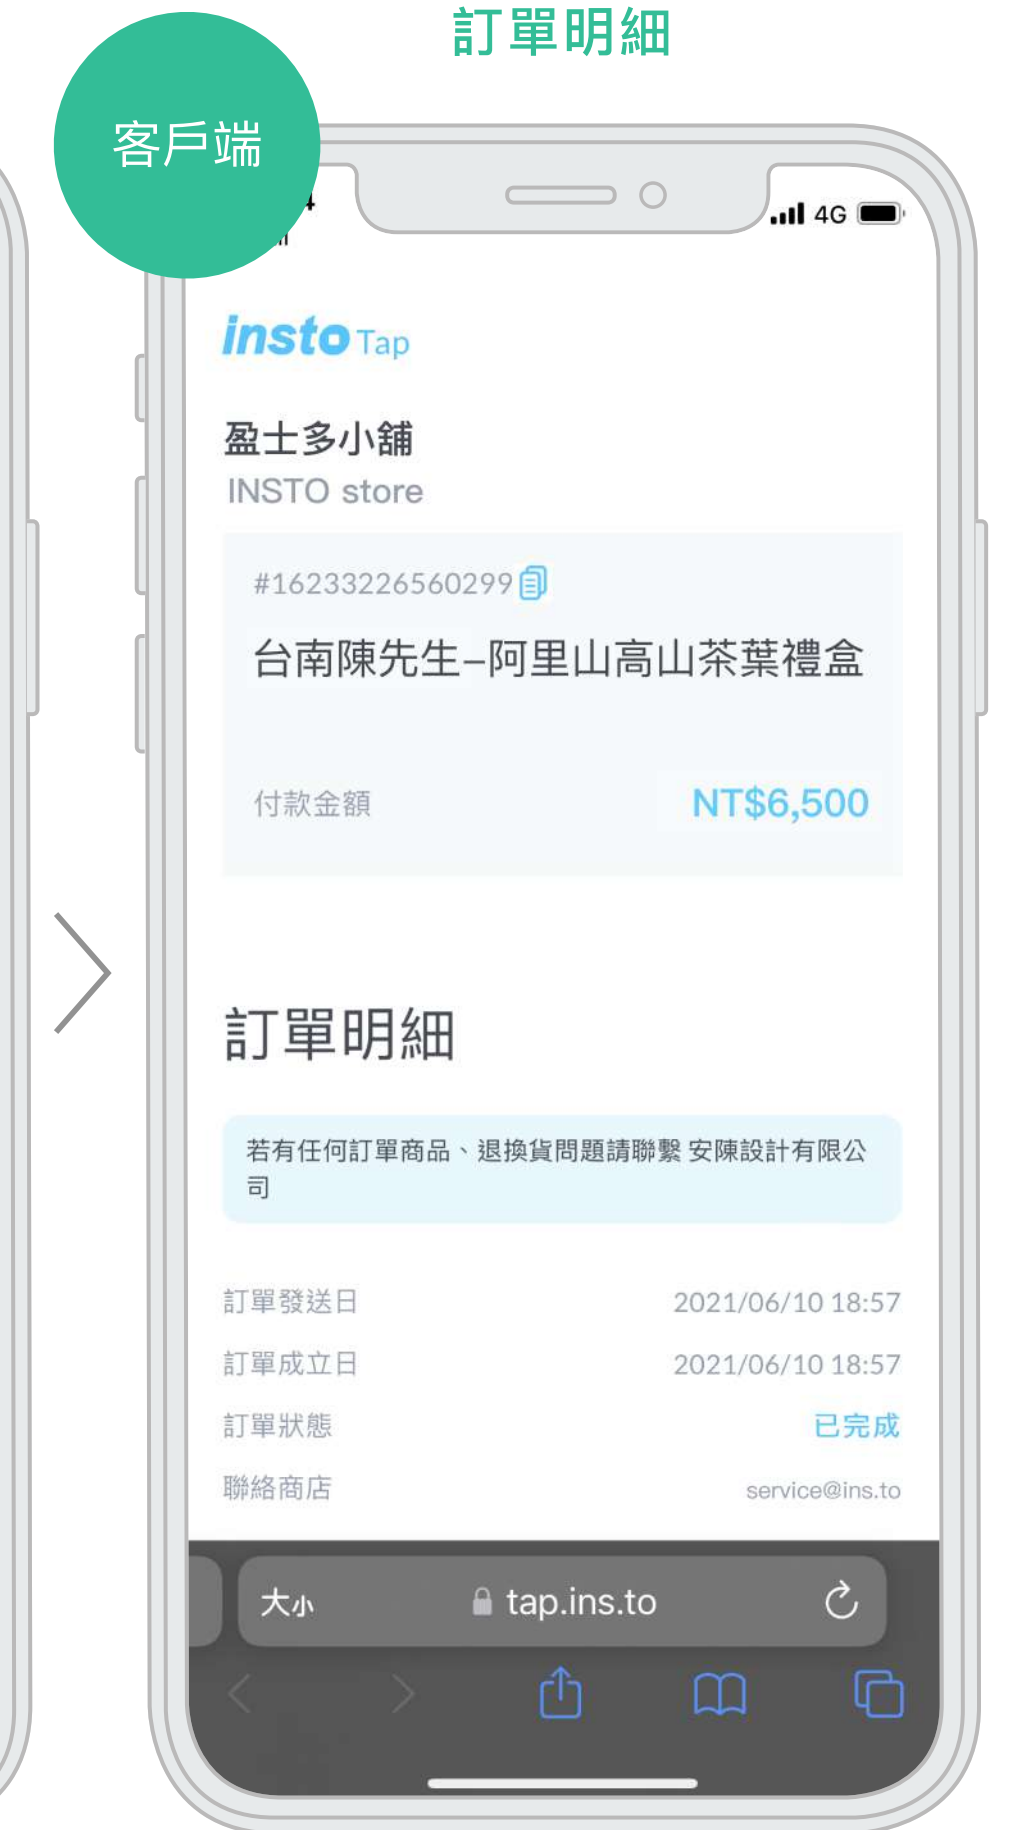 訂單明細
客戶端
4G
insto Tap
盈士多小舖
INSTO store
#16233226560299
台南陳先生–阿里山高山茶葉禮盒
付款金額 NT$6,500
訂單明細
若有任何訂單商品、退換貨問題請聯繫 安陳設計有限公
司
訂單發送日 2021/06/10 18:57
訂單成立日 2021/06/10 18:57
訂單狀態 已完成
聯絡商店 service@ins.to
大小 tap.ins.to